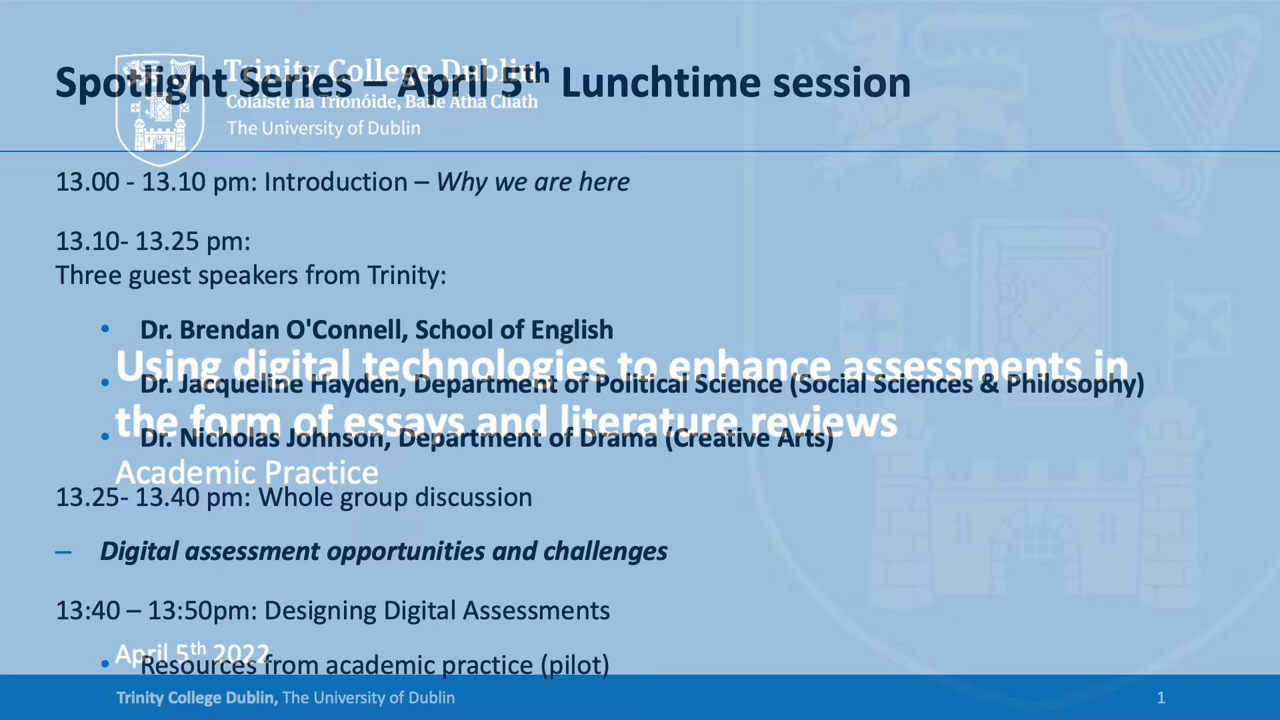 Trinity College Dublin
Coláiste na Tríonóide, Baile Átha Cliath
The University of Dublin
Spotlight Series – April 5th Lunchtime session
13.00 - 13.10 pm: Introduction – Why we are here
13.10- 13.25 pm:
Three guest speakers from Trinity:
• Dr. Brendan O'Connell, School of English
Using digital technologies to enhance assessments in
• Dr. Jacqueline Hayden, Department of Political Science (Social Sciences & Philosophy)
the form of essays and literature reviews
• Dr. Nicholas Johnson, Department of Drama (Creative Arts)
Academic Practice
13.25- 13.40 pm: Whole group discussion
– Digital assessment opportunities and challenges
13:40 – 13:50pm: Designing Digital Assessments
April 5th 2022
• Resources from academic practice (pilot)
Trinity College Dublin, The University of Dublin
1